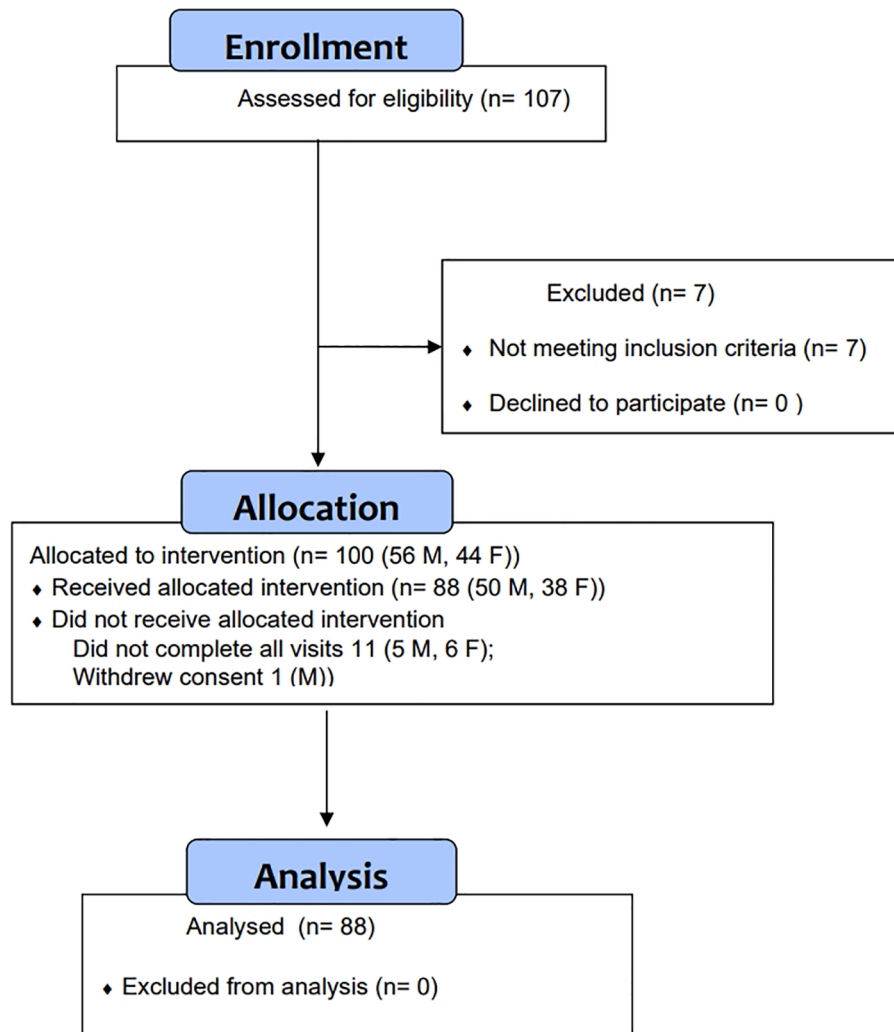 Enrollment
Assessed for eligibility (n= 107)
Excluded (n= 7)
♦ Not meeting inclusion criteria (n= 7)
♦ Declined to participate (n= 0 )
Allocation
Allocated to intervention (n= 100 (56 M, 44 F))
♦ Received allocated intervention (n= 88 (50 M, 38 F))
♦ Did not receive allocated intervention
Did not complete all visits 11 (5 M, 6 F);
Withdrew consent 1 (M))
Analysis
Analysed (n= 88)
♦ Excluded from analysis (n= 0)